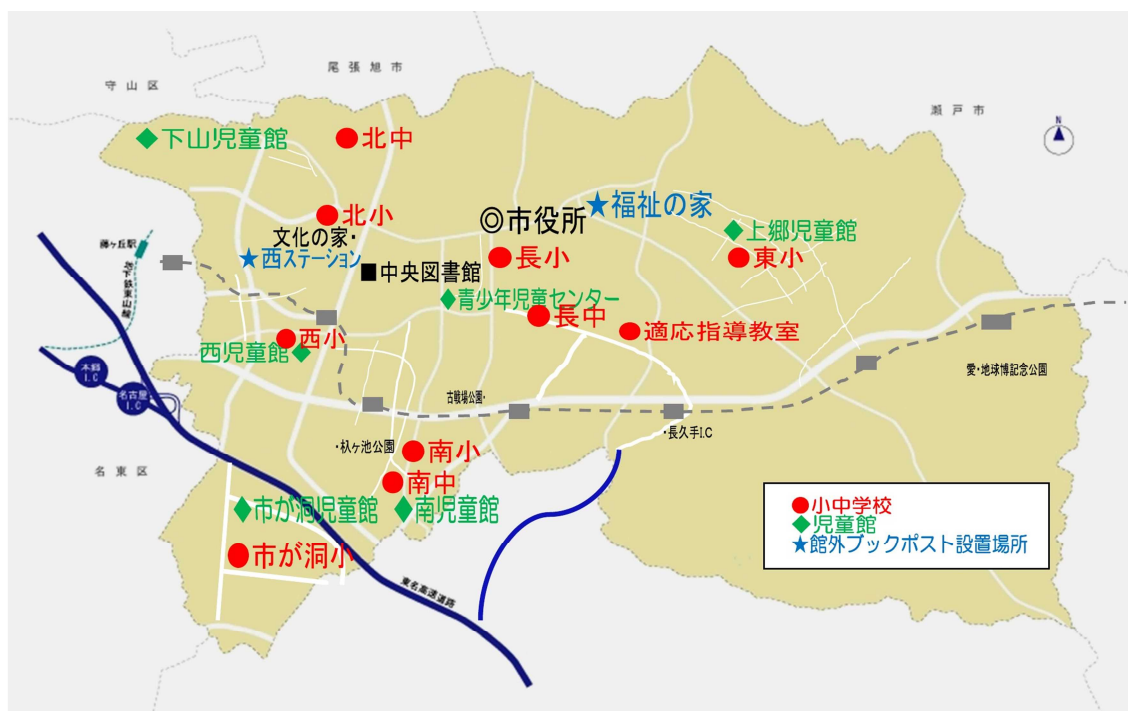 尾張旭市
守山区
瀬戸市
N
◆下山児童館
●北中
★福祉の家
●北小
◎市役所
◆上郷児童館
文化の家・
藤ヶ丘駅
★西ステーション
●長小
●東小
■中央図書館
地下鉄東山線
◆青少年児童センター
●長中
●適応指導教室
●西小
西児童館◆
本郷
I.C
愛・地球博記念公園
名古屋
I.C
古戦場公園・
・長久手I.C
・杁ヶ池公園
●南小
名東区
●南中
◆市が洞児童館
◆南児童館
●小中学校
◆児童館
★館外ブックポスト設置場所
●市が洞小
東名高速道路